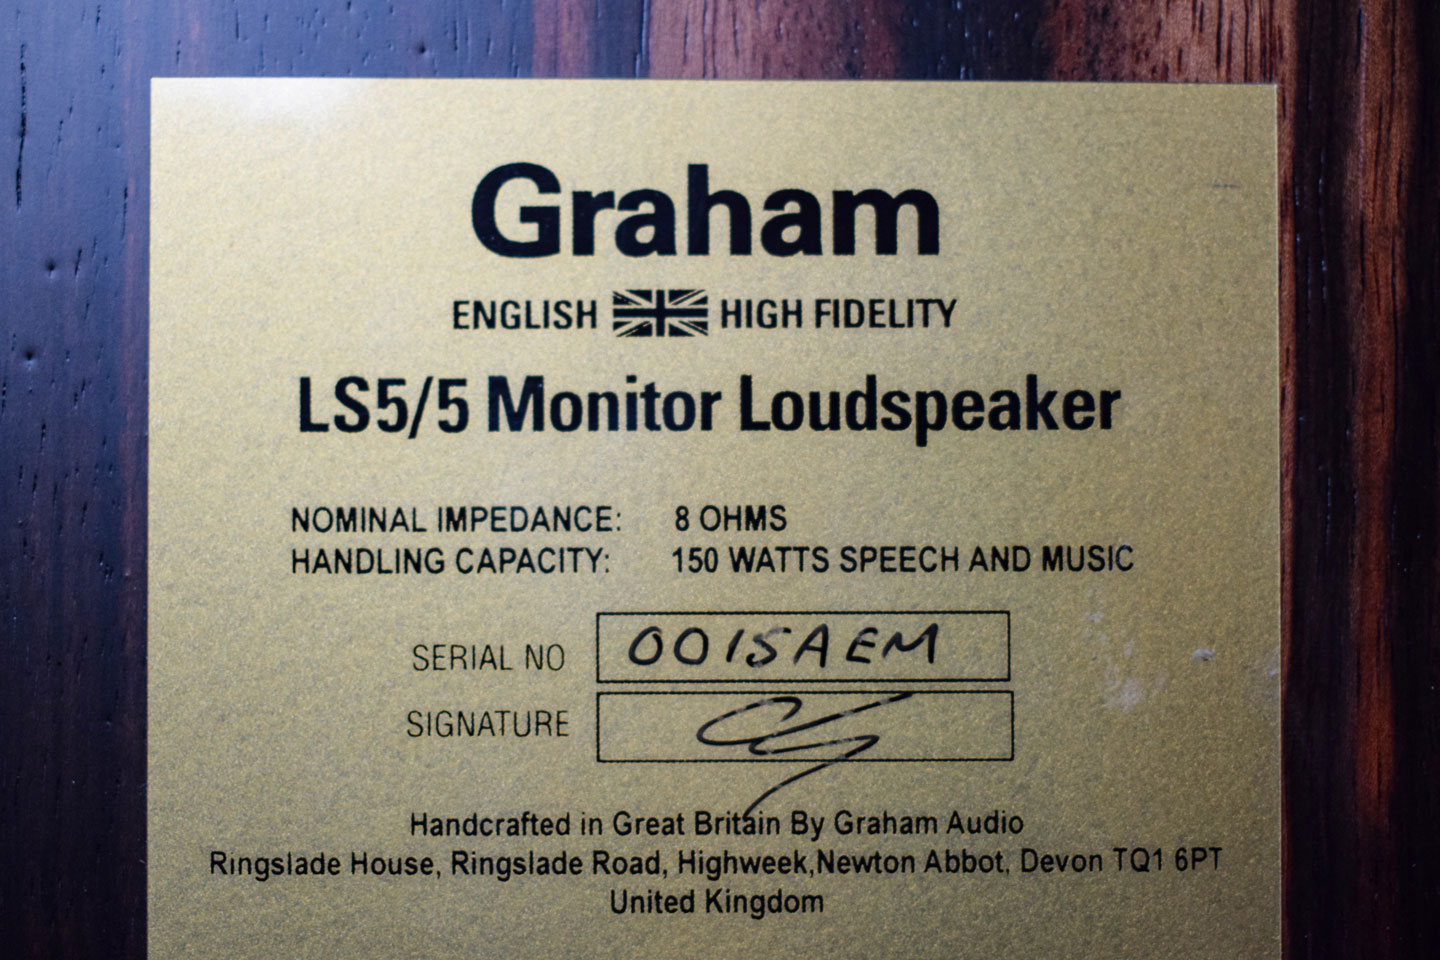 Graham
ENGLISH HIGH FIDELITY
LS5/5 Monitor Loudspeaker
NOMINAL IMPEDANCE: 8 OHMS
HANDLING CAPACITY: 150 WATTS SPEECH AND MUSIC
SERIAL NO 0015AEM
SIGNATURE
Handcrafted in Great Britain By Graham Audio
Ringslade House, Ringslade Road, Highweek,Newton Abbot, Devon TQ1 6PT
United Kingdom